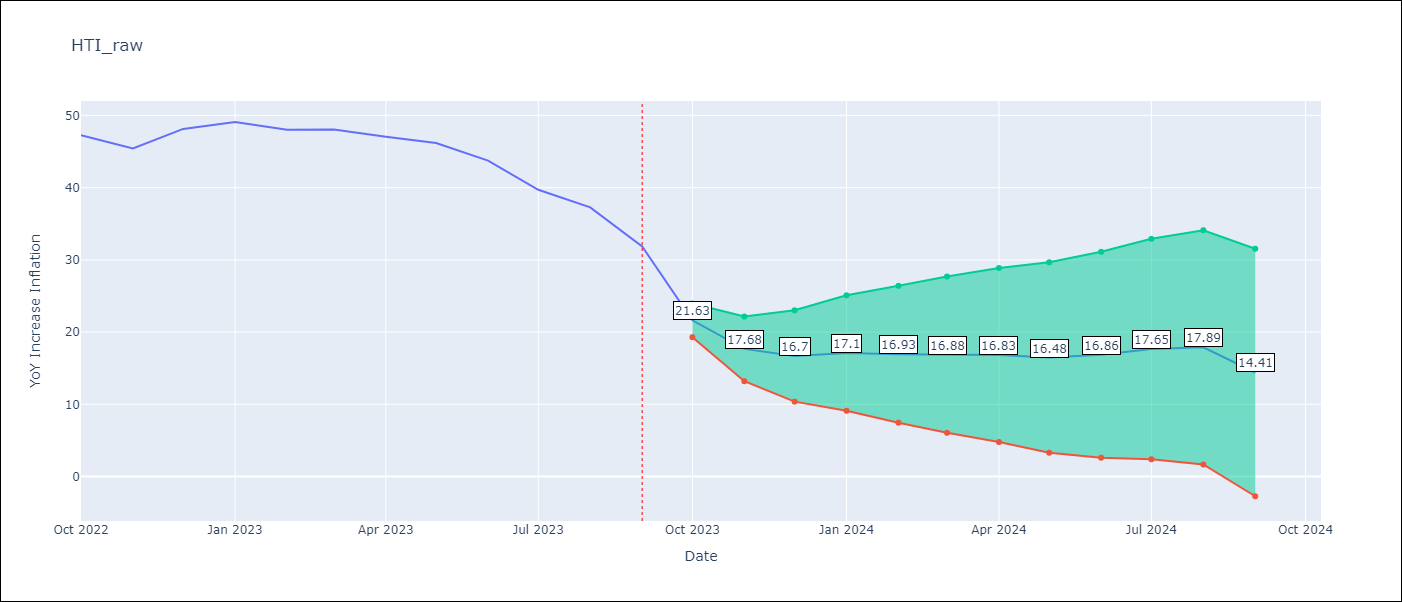 HTI_raw
YoY Increase Inflation
50
40
30
20
10
0
21.63
17.68
16.7
17.1
16.93
16.88
16.83
16.48
16.86
17.65
17.89
14.41
Oct 2022
Jan 2023
Apr 2023
Jul 2023
Oct 2023
Jan 2024
Apr 2024
Jul 2024
Oct 2024
Date